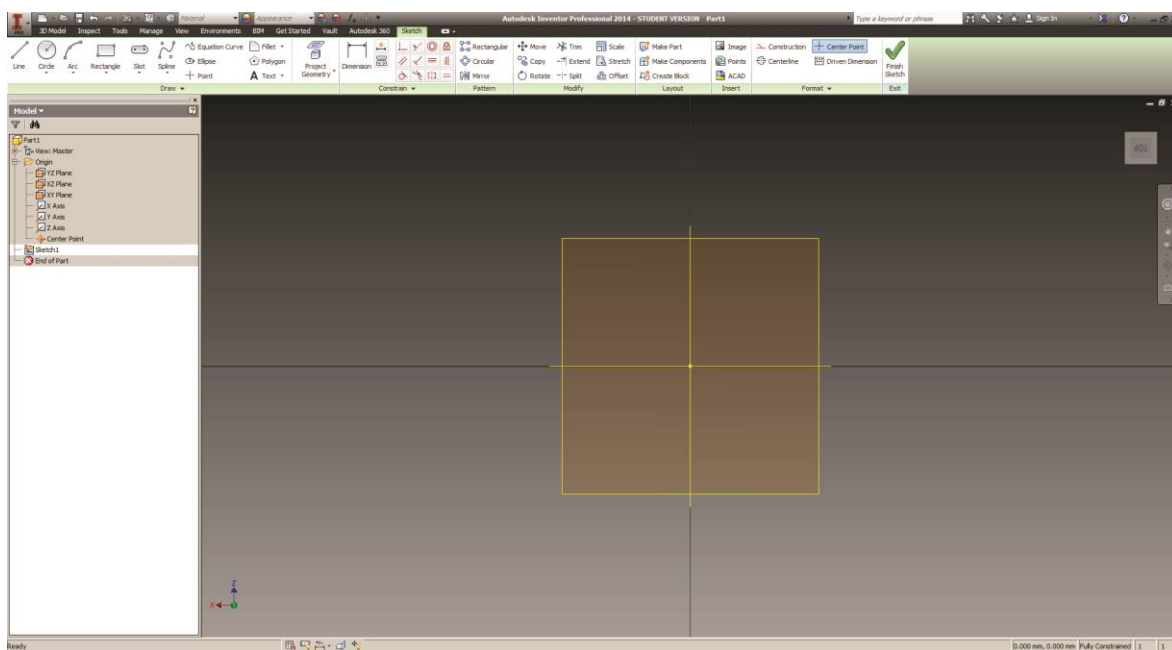 Material Appearance Autodesk Inventor Professional 2014 - STUDENT VERSION Part1 Type a keyword or phrase Sign In
PRO 3D Model Inspect Tools Manage View Environments BIM Get Started Vault Autodesk 360 Sketch
Line Circle Arc Rectangle Slot Spline Equation Curve Fillet Project Geometry Dimension Rectangular Move Trim Scale Make Part Image Construction Center Point Finish Sketch
Ellipse Polygon Circular Copy Extend Stretch Make Components Points Centerline Driven Dimension
Point A Text Mirror Rotate Split Offset Create Block ACAD
Draw Constrain Pattern Modify Layout Insert Format Exit
Model
Part1
View: Master
Origin
YZ Plane
XZ Plane
XY Plane
X Axis
Y Axis
Z Axis
Center Point
Sketch1
End of Part
Z
X
Ready 0.000 mm, 0.000 mm Fully Constrained 1 1